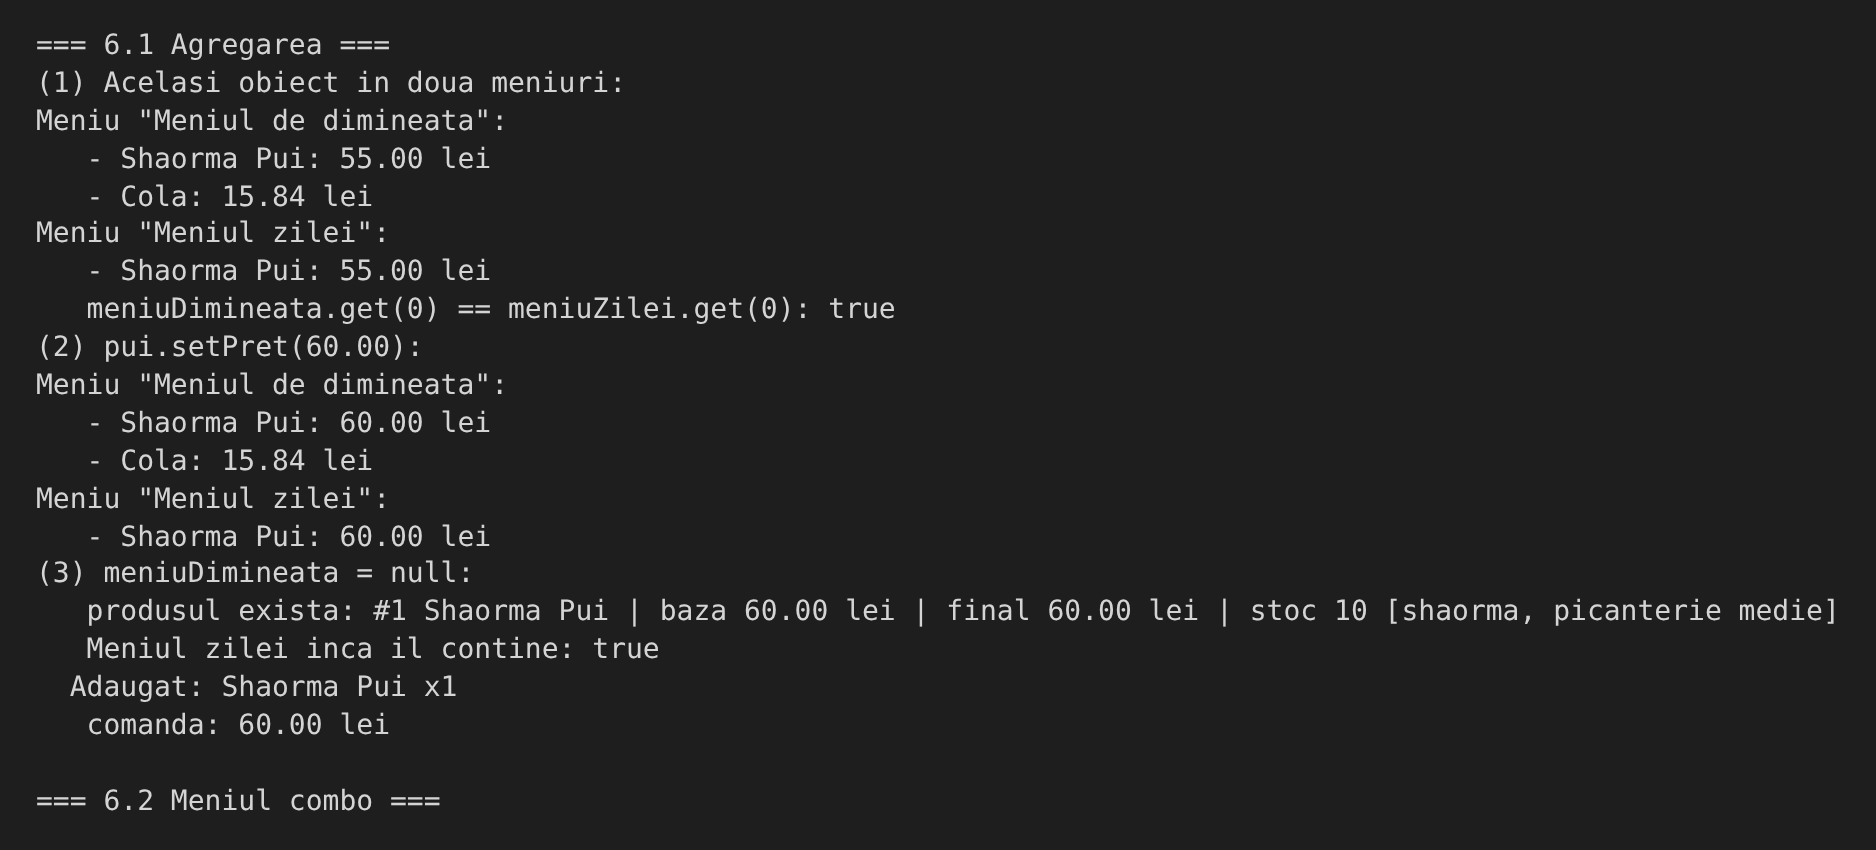 === 6.1 Agregarea ===
(1) Acelasi obiect in doua meniuri:
Meniu "Meniul de dimineata":
   - Shaorma Pui: 55.00 lei
   - Cola: 15.84 lei
Meniu "Meniul zilei":
   - Shaorma Pui: 55.00 lei
   meniuDimineata.get(0) == meniuZilei.get(0): true
(2) pui.setPret(60.00):
Meniu "Meniul de dimineata":
   - Shaorma Pui: 60.00 lei
   - Cola: 15.84 lei
Meniu "Meniul zilei":
   - Shaorma Pui: 60.00 lei
(3) meniuDimineata = null:
   produsul exista: #1 Shaorma Pui | baza 60.00 lei | final 60.00 lei | stoc 10 [shaorma, picanterie medie]
   Meniul zilei inca il contine: true
  Adaugat: Shaorma Pui x1
   comanda: 60.00 lei

=== 6.2 Meniul combo ===